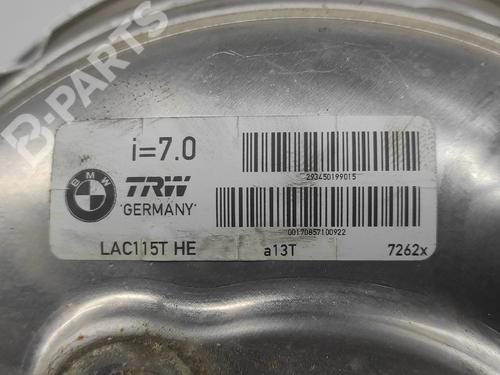 B-PARTS
i=7.0
293450199015
BMW
TRW
GERMANY
00170857100922
LAC115T HE a13T 7262x